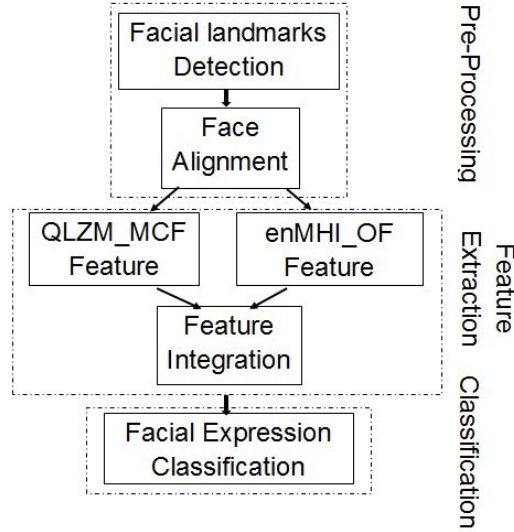 Facial landmarks
Detection
Face
Alignment
Pre-Processing
QLZM_MCF
Feature
enMHI_OF
Feature
Feature
Integration
Feature
Extraction
Facial Expression
Classification
Classification